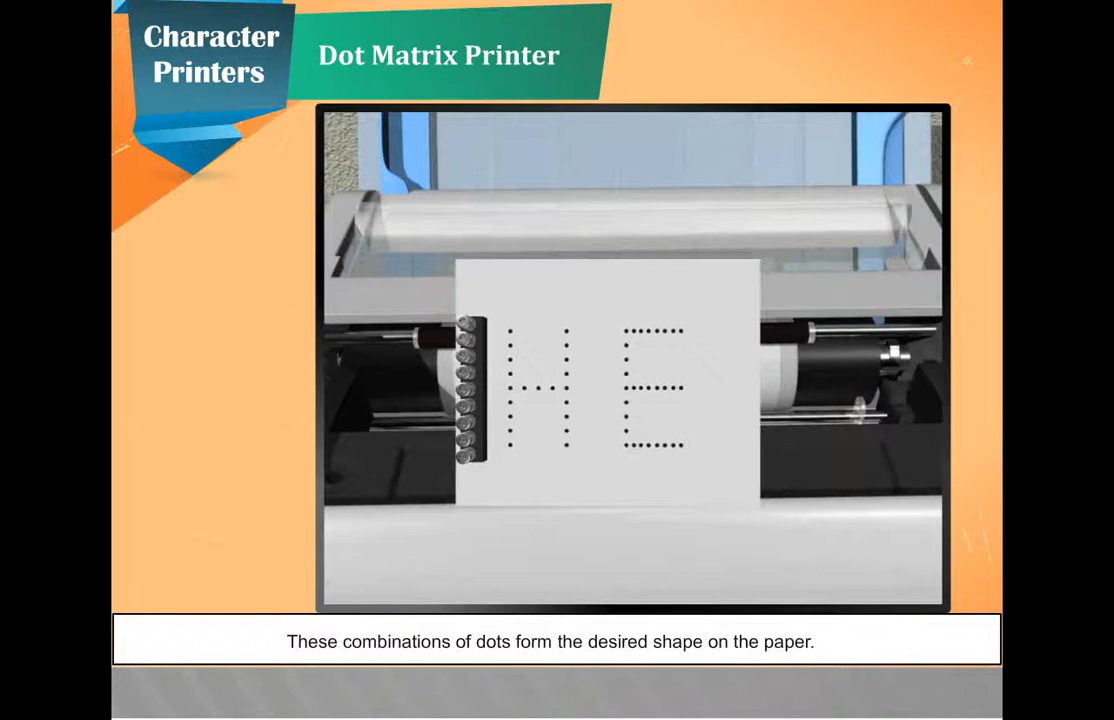 Character
Printers
Dot Matrix Printer
HE
These combinations of dots form the desired shape on the paper.